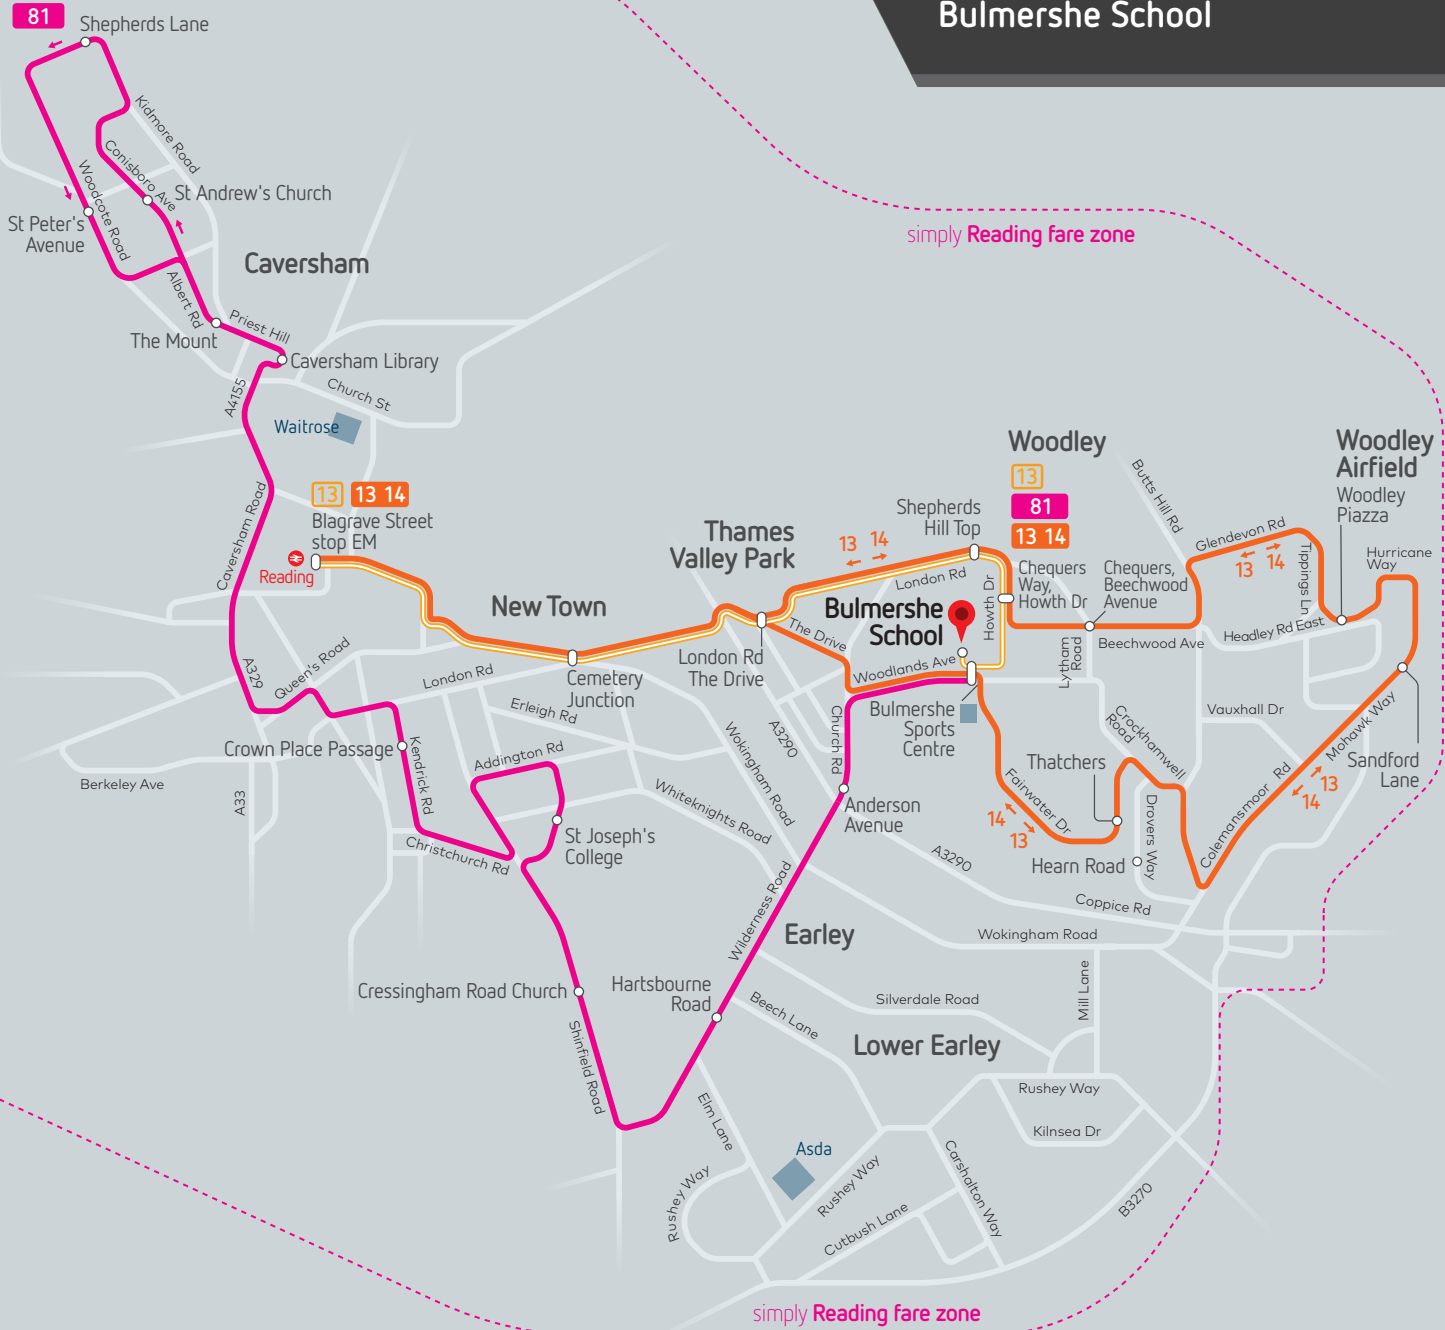 81
Shepherds Lane
Bulmershe School
Kidmore Road
Conisboro Ave
Woodcote Road
St Andrew's Church
St Peter's
Avenue
simply Reading fare zone
Caversham
Albert Rd
Priest Hill
The Mount
Caversham Library
A4155
Church St
Waitrose
Woodley
13
81
13 14
Woodley
Airfield
Woodley
Piazza
Butts Hill Rd
13
13 14
Blagrave Street
stop EM
Reading
Caversham Road
Shepherds
Hill Top
Thames
Valley Park
13 14
London Rd
Howth Dr
Chequers
Way,
Howth Dr
Chequers,
Beechwood
Avenue
Glendevon Rd
13 14
Tippings Ln
Hurricane
Way
New Town
Bulmershe
School
The Drive
Headley Rd East
Beechwood Ave
Lytham
Road
London Rd
The Drive
Woodlands Ave
Cemetery
Junction
A329
Queen's Road
London Rd
Erleigh Rd
Bulmershe
Sports
Centre
Church Rd
A3290
Wokingham Road
Vauxhall Dr
Mohawk Way
Sandford
Lane
Crockhamwell
Road
Crown Place Passage
Kendrick Rd
Addington Rd
Berkeley Ave
A33
Thatchers
Fairwater Dr
14
13
Drovers Way
Colemansmoor Rd
13
14
Whiteknights Road
Anderson
Avenue
St Joseph's
College
Christchurch Rd
A3290
Hearn Road
Coppice Rd
Wilderness Road
Earley
Wokingham Road
Hartsbourne
Road
Cressingham Road Church
Beech Lane
Silverdale Road
Mill Lane
Shinfield Road
Lower Earley
Rushey Way
Elm Lane
Kilnsea Dr
Asda
Rushey Way
Rushey Way
Carshalton Way
Cutbush Lane
B3270
simply Reading fare zone